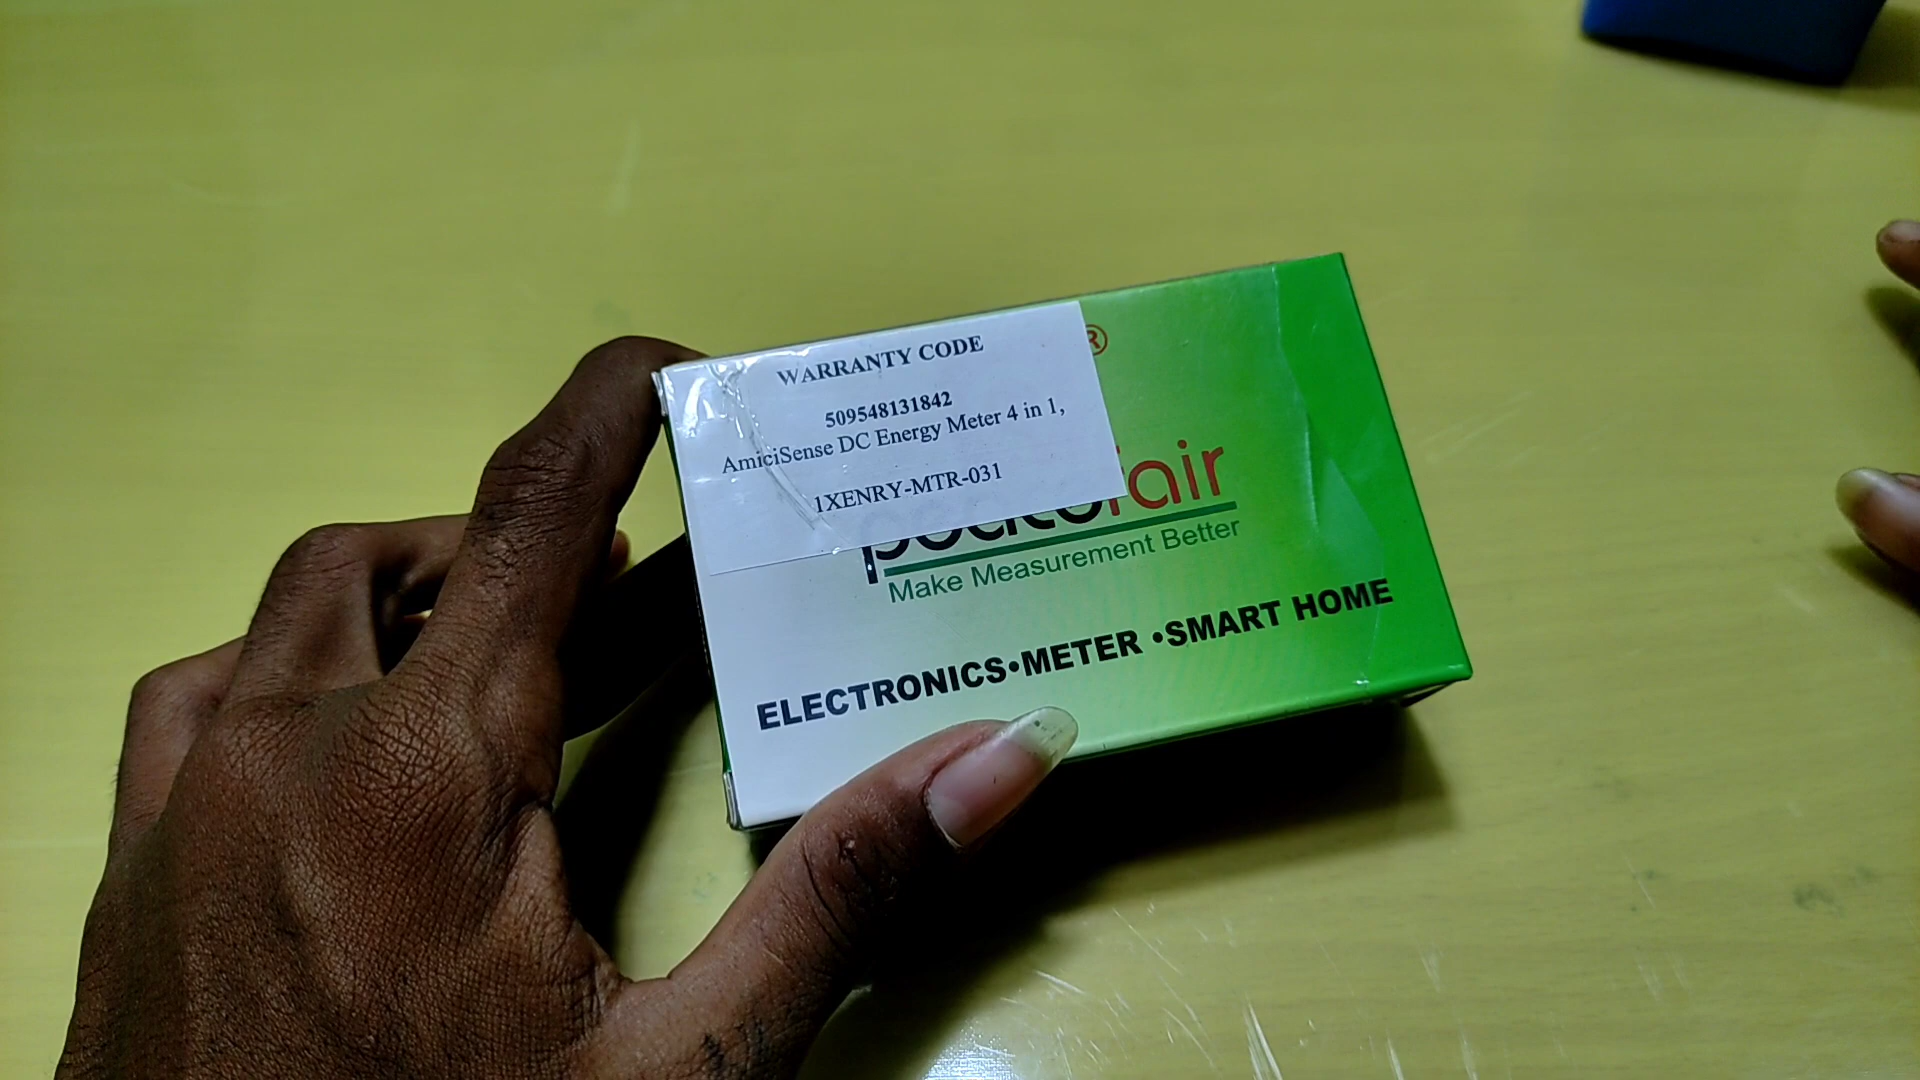 WARRANTY CODE
509548131842
AmiciSense DC Energy Meter 4 in 1,
1XENRY-MTR-031
®
fair
Make Measurement Better
ELECTRONICS•METER •SMART HOME